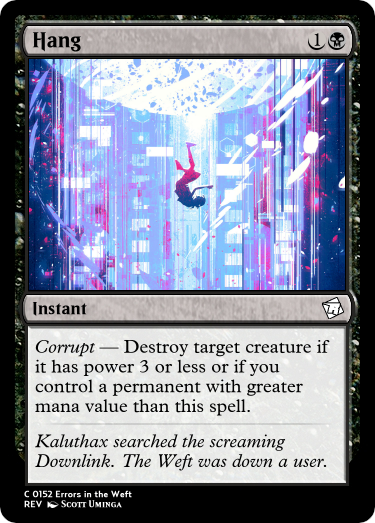 Hang 1
Instant
Corrupt — Destroy target creature if
it has power 3 or less or if you
control a permanent with greater
mana value than this spell.
Kaluthax searched the screaming
Downlink. The Weft was down a user.
C 0152 Errors in the Weft
REV Scott Uminga